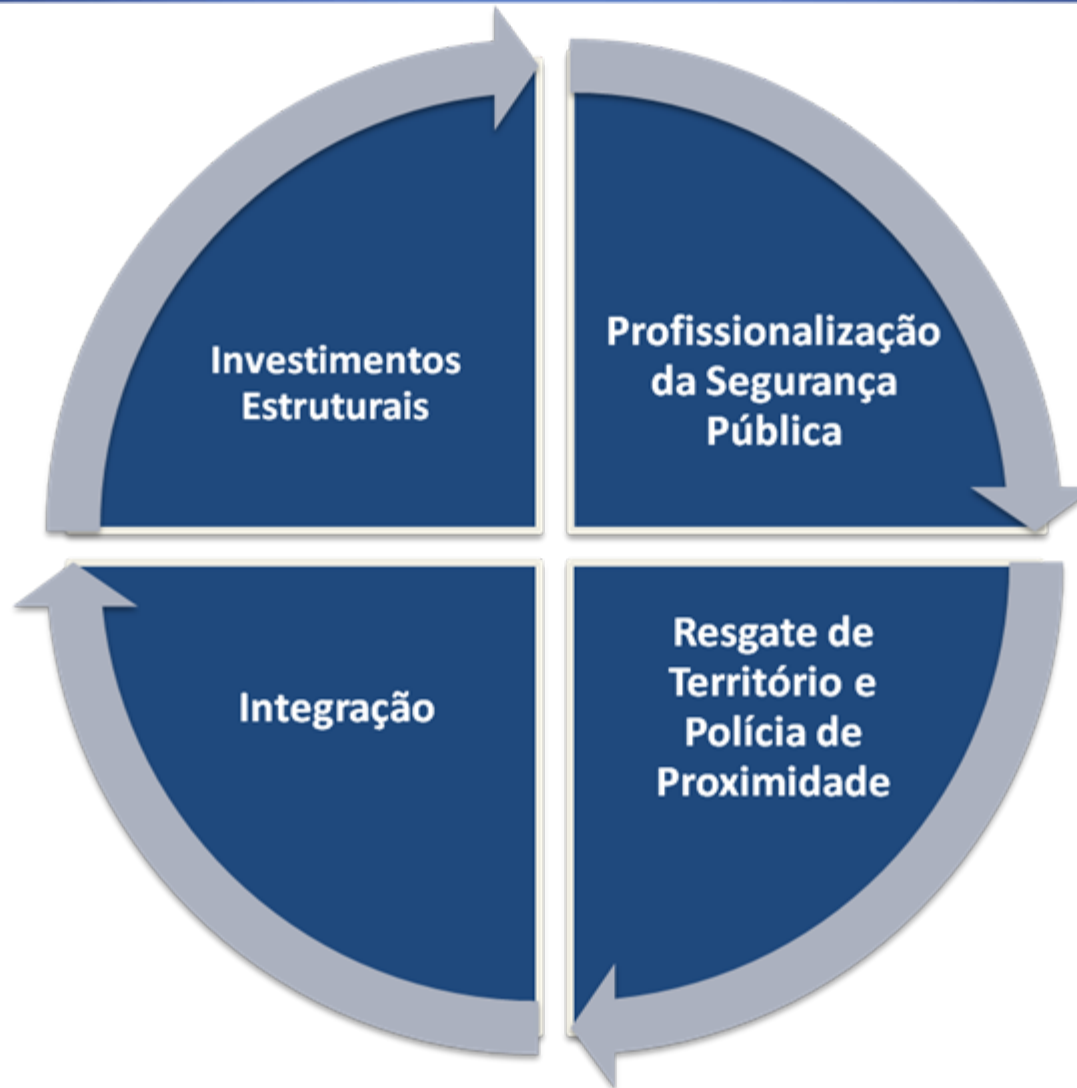 Investimentos
Estruturais
Profissionalização
da Segurança
Pública
Integração
Resgate de
Território e
Polícia de
Proximidade